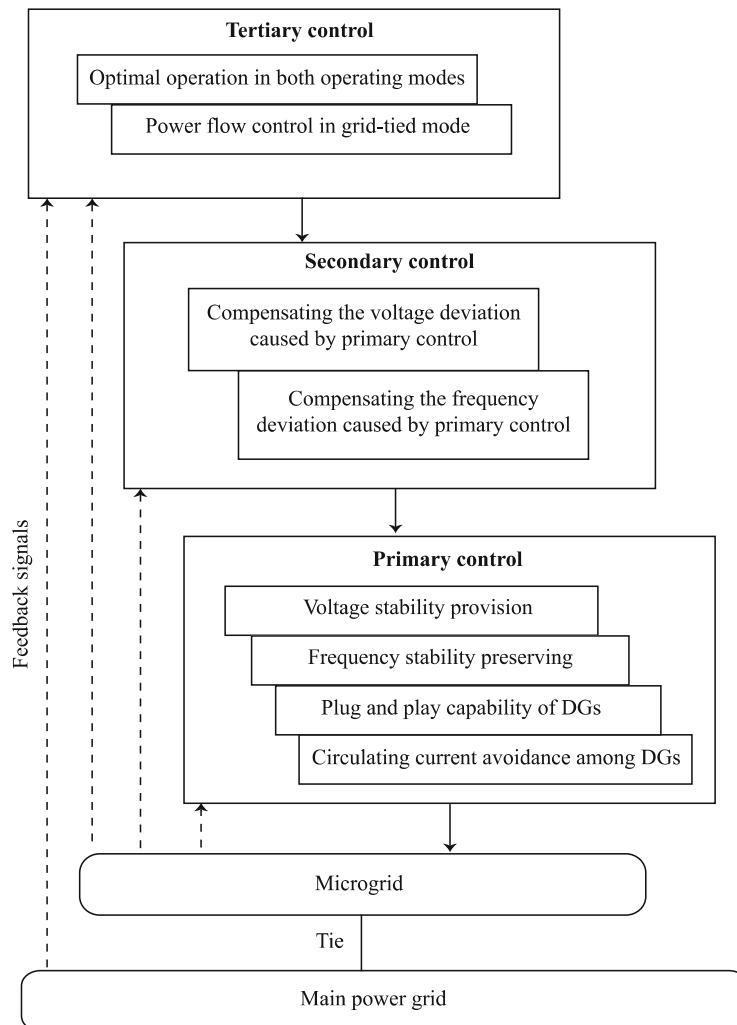 Tertiary control
Optimal operation in both operating modes
Power flow control in grid-tied mode
Secondary control
Compensating the voltage deviation
caused by primary control
Compensating the frequency
deviation caused by primary control
Primary control
Voltage stability provision
Frequency stability preserving
Plug and play capability of DGs
Circulating current avoidance among DGs
Feedback signals
Microgrid
Tie
Main power grid